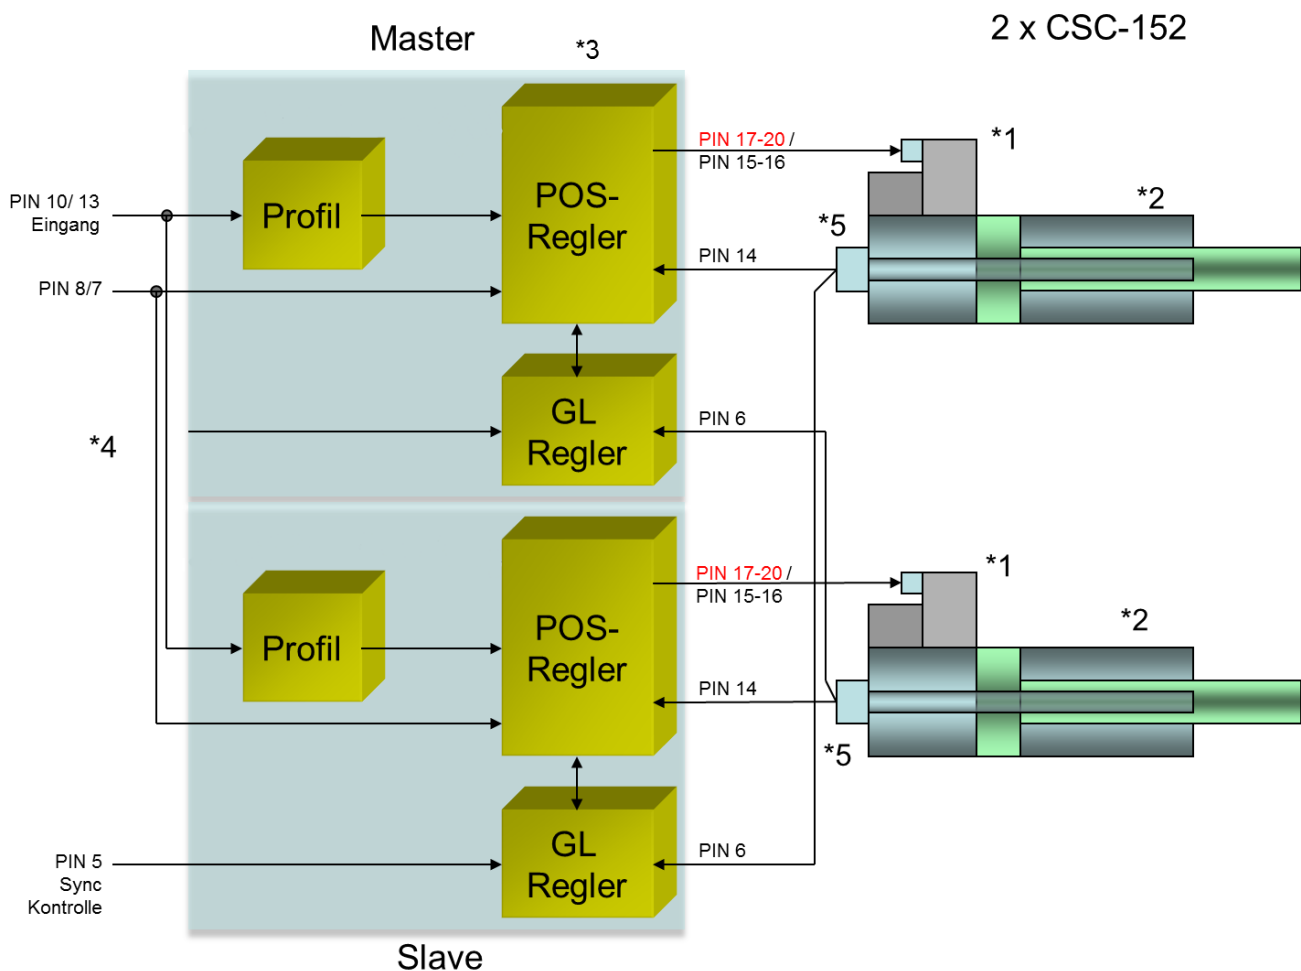 2 x CSC-152
Master
*3
PIN 17-20 /
PIN 15-16
*1
PIN 10/ 13
Eingang
Profil
POS-
Regler
*2
*5
PIN 14
PIN 8/7
GL
Regler
PIN 6
*4
PIN 17-20 /
PIN 15-16
*1
Profil
POS-
Regler
*2
PIN 14
*5
PIN 5
Sync
Kontrolle
GL
Regler
PIN 6
Slave